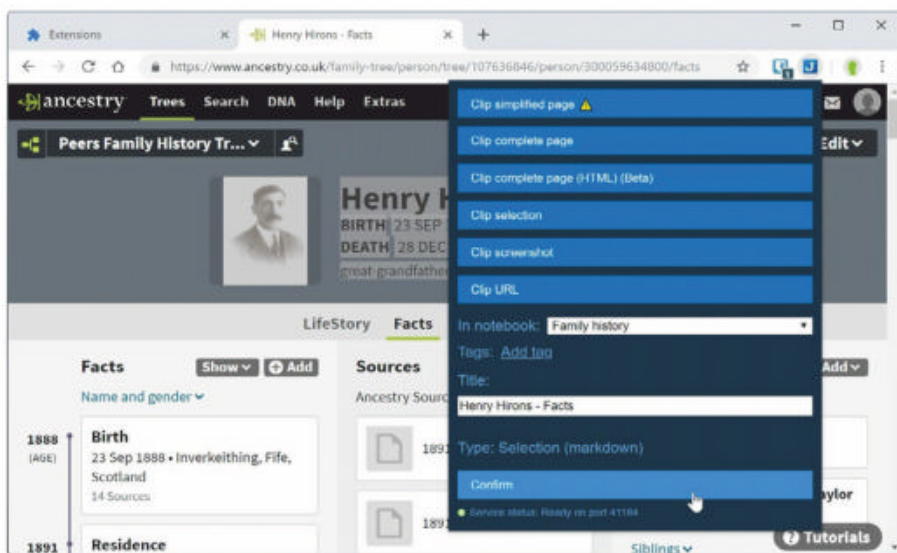 Extensions
Henry Hirons - Facts
https://www.ancestry.co.uk/family-tree/person/tree/107636846/person/300059634800/facts
ancestry Trees Search DNA Help Extras
Peers Family History Tr...
Edit
Henry H
BIRTH 23 SEP
DEATH 28 DEC
great-grandfather
LifeStory Facts
Facts Show Add
Name and gender
1888
(AGE)
Birth
23 Sep 1888 • Inverkeithing, Fife,
Scotland
14 Sources
1891 Residence
Sources
Ancestry Sourc
1891
1891
Clip simplified page
Clip complete page
Clip complete page (HTML) (Beta)
Clip selection
Clip screenshot
Clip URL
In notebook: Family history
Tags: Add tag
Title:
Henry Hirons - Facts
Type: Selection (markdown)
Confirm
Service status: Ready on port 41184
Add
aylor
Siblings
Tutorials